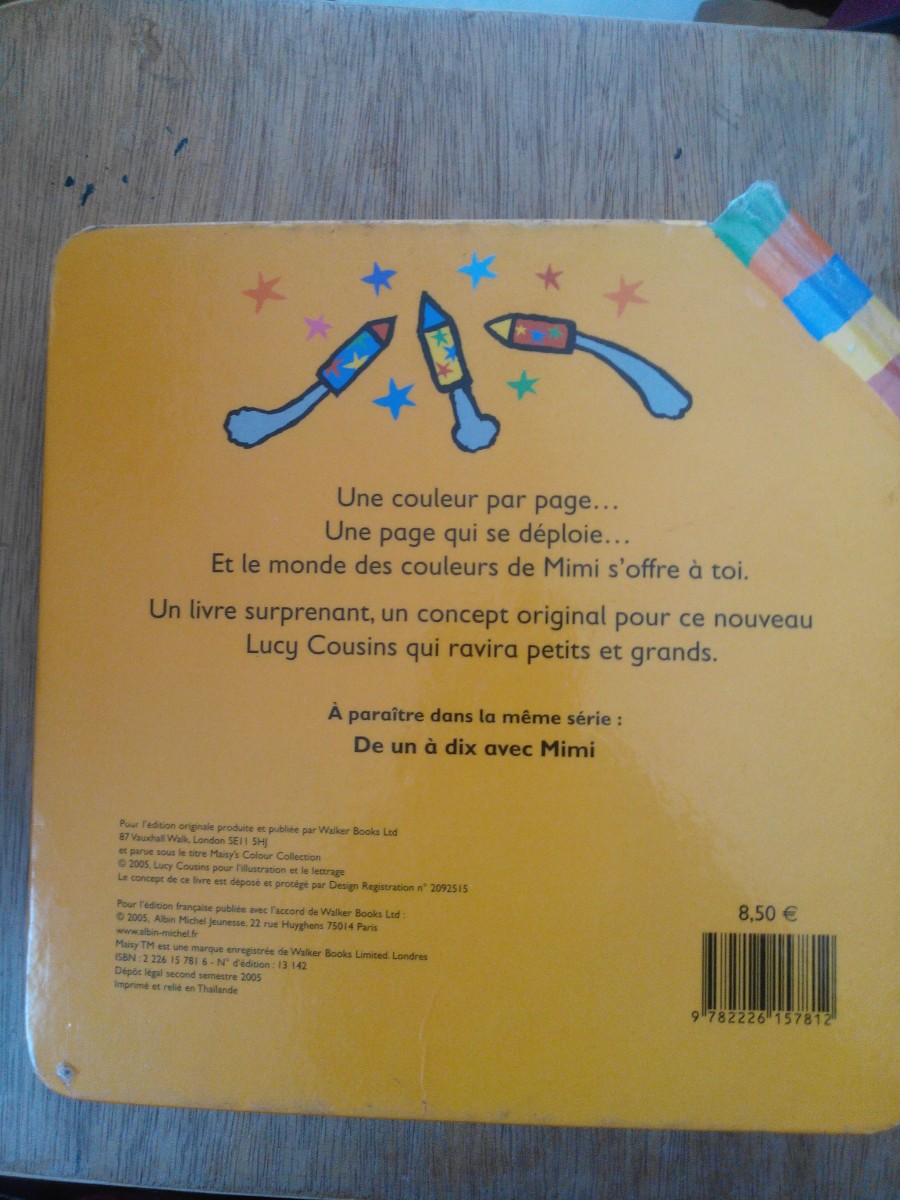 Une couleur par page...
Une page qui se déploie...
Et le monde des couleurs de Mimi s'offre à toi.
Un livre surprenant, un concept original pour ce nouveau
Lucy Cousins qui ravira petits et grands.
À paraître dans la même série :
De un à dix avec Mimi
Pour l'édition originale produite et publiée par Walker Books Ltd
87 Vauxhall Walk, London SE11 5HJ
et parue sous le titre Maisy's Colour Collection
© 2005, Lucy Cousins pour l'illustration et le lettrage
Le concept de ce livre est déposé et protégé par Design Registration n° 2092515
Pour l'édition française publiée avec l'accord de Walker Books Ltd :
© 2005, Albin Michel Jeunesse, 22 rue Huyghens 75014 Paris
www.albin-michel.fr
Maisy TM est une marque enregistrée de Walker Books Limited. Londres
ISBN : 2 226 15 781 6 - N° d'édition : 13 142
Dépôt légal second semestre 2005
Imprimé et relié en Thaïlande
8,50 €
9 782226 157812